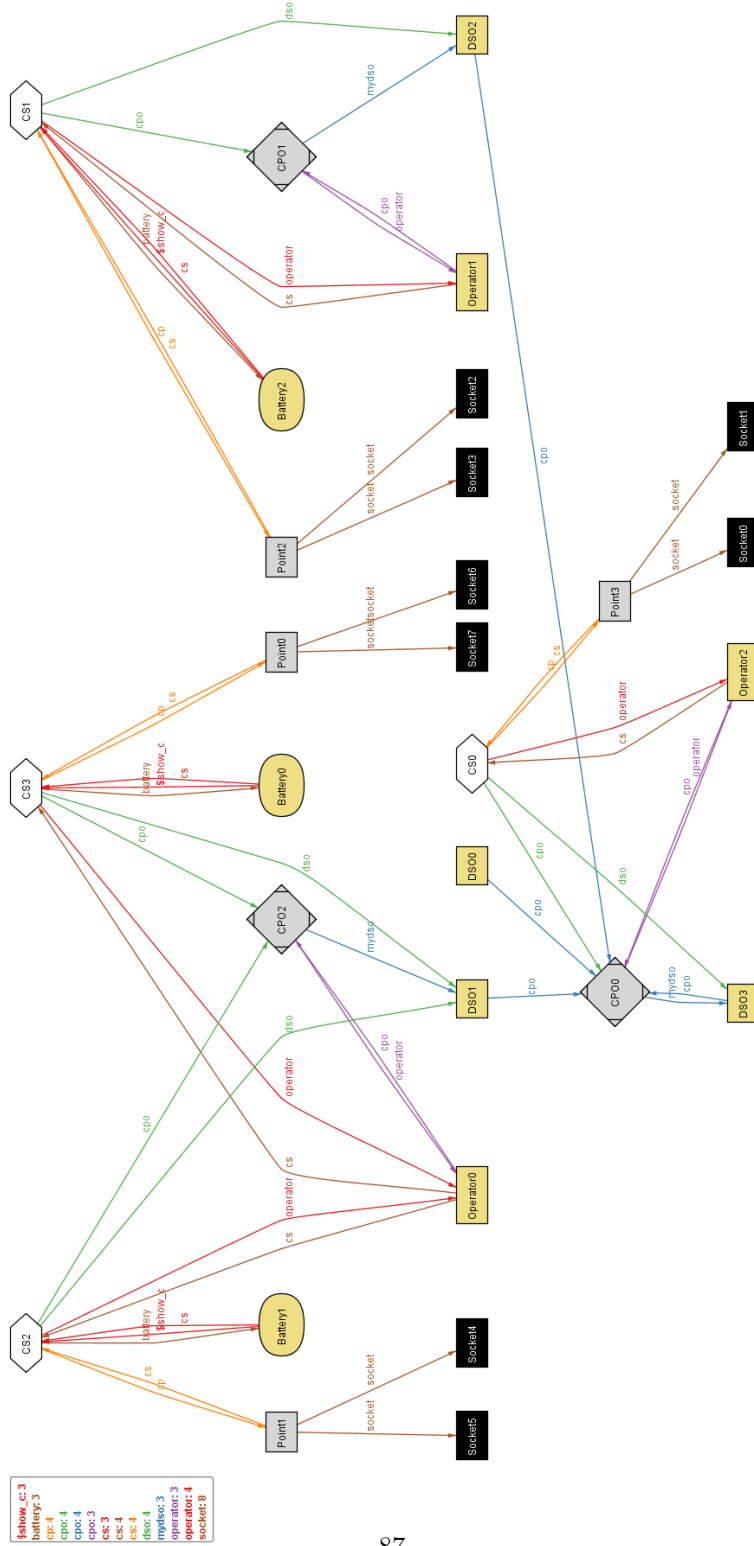 $show_c: 3
battery: 3
cp: 4
cpo: 4
cpo: 4
cpo: 3
cs: 3
cs: 4
cs: 4
dso: 4
mydso: 3
operator: 3
operator: 4
socket: 8
CS2
CS3
CS1
cs
cp
battery
$show_c
cs
operator
cs
cpo
dso
cs
operator
cpo
dso
battery
$show_c
cs
cp
cs
cp
cs
battery
$show_c
cs
cs
operator
cpo
dso
Point1
Battery1
CPO2
Battery0
Point0
Point2
Battery2
CPO1
socket
socket
cpo
operator
mydso
socket
socket
socket
socket
cpo
operator
mydso
Socket5
Socket4
Operator0
DSO1
DSO0
CS0
Socket7
Socket6
Socket3
Socket2
Operator1
DSO2
cpo
cpo
cpo
dso
cs
operator
cp
cs
cpo
CPO0
Point3
mydso
cpo
cpo
operator
socket
socket
DSO3
Operator2
Socket0
Socket1